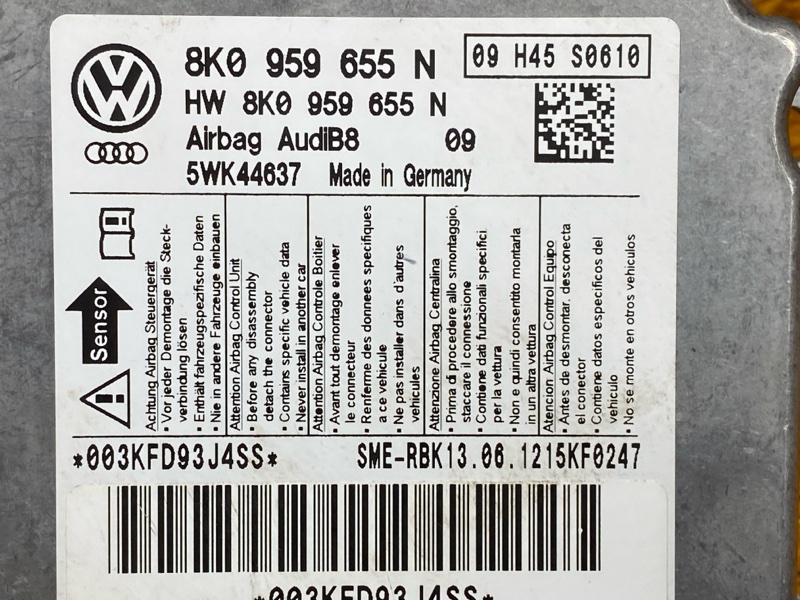 8K0 959 655 N
09 H45 S0610
HW 8K0 959 655 N
Airbag AudiB8 09
5WK44637 Made in Germany
Sensor
Achtung Airbag Steuergerät
• Vor jeder Demontage die Steck-
verbindung lösen
• Enthält fahrzeugspezifische Daten
• Nie in andere Fahrzeuge einbauen
Attention Airbag Control Unit
• Before any disassembly
detach the connector
• Contains specific vehicle data
• Never install in another car
Attention Airbag Controle Boitier
• Avant tout demontage enlever
le connecteur
• Renferme des donnees specifiques
a ce vehicule
• Ne pas installer dans d'autres
vehicules
Attenzione Airbag Centralina
• Prima di procedere allo smontaggio,
staccare il connessione
• Contiene dati funzionali specifici
per la vettura
• Non e quindi consentito montarla
in un altra vettura
Atencion Airbag Control Equipo
• Antes de desmontar, desconecta
el conector
• Contiene datos especificos del
vehiculo
• No se monte en otros vehiculos
*003KFD93J4SS* SME-RBK13.06.1215KF0247
*003KFD93J4SS*